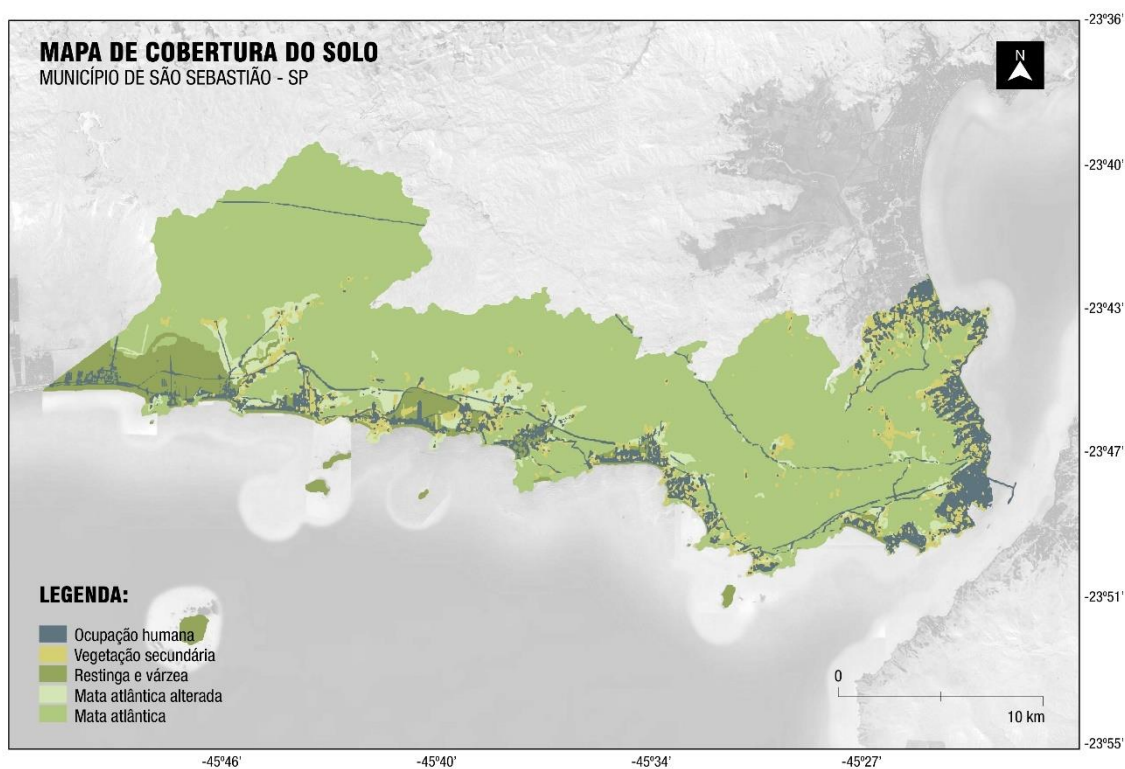 MAPA DE COBERTURA DO SOLO
MUNICÍPIO DE SÃO SEBASTIÃO - SP
N
-23°36'
-23°40'
-23°43'
-23°47'
-23°51'
-23°55'
LEGENDA:
Ocupação humana
Vegetação secundária
Restinga e várzea
Mata atlântica alterada
Mata atlântica
0
10 km
-45°46'
-45°40'
-45°34'
-45°27'